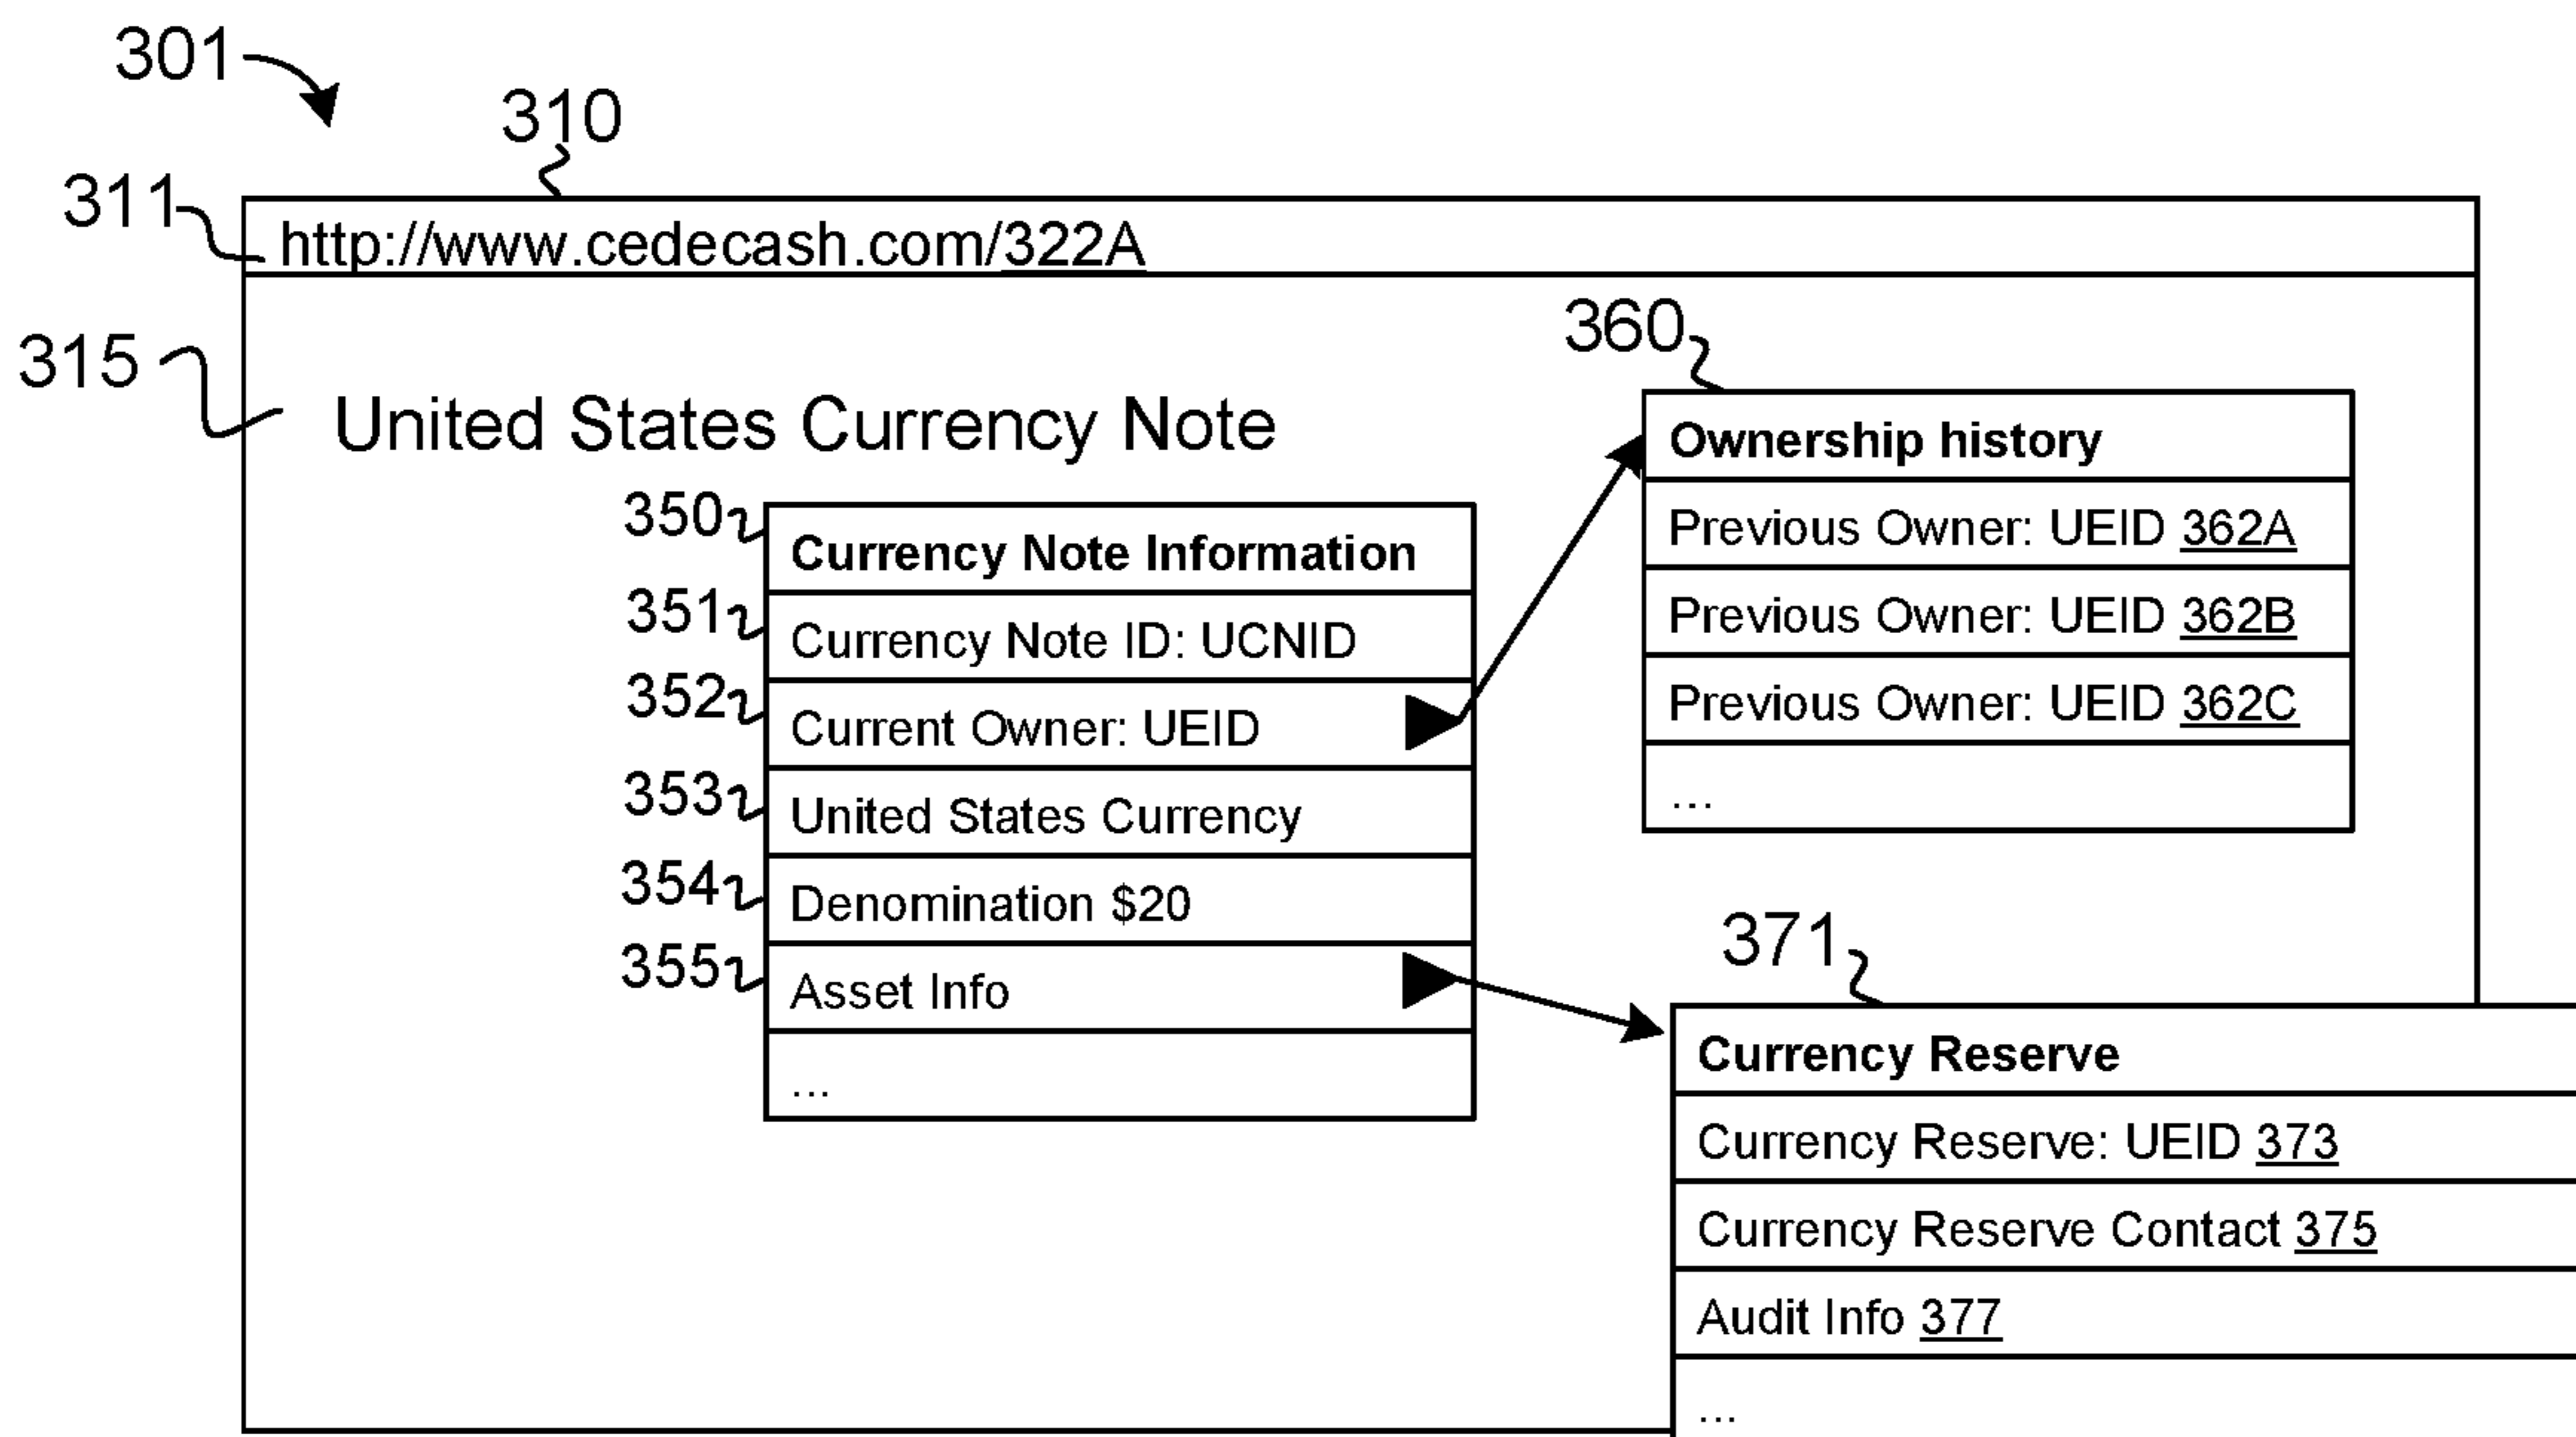 301
310
311
http://www.cedecash.com/322A
315
United States Currency Note
350
Currency Note Information
351
Currency Note ID: UCNID
352
Current Owner: UEID
353
United States Currency
354
Denomination $20
355
Asset Info
...
360
Ownership history
Previous Owner: UEID 362A
Previous Owner: UEID 362B
Previous Owner: UEID 362C
...
371
Currency Reserve
Currency Reserve: UEID 373
Currency Reserve Contact 375
Audit Info 377
...